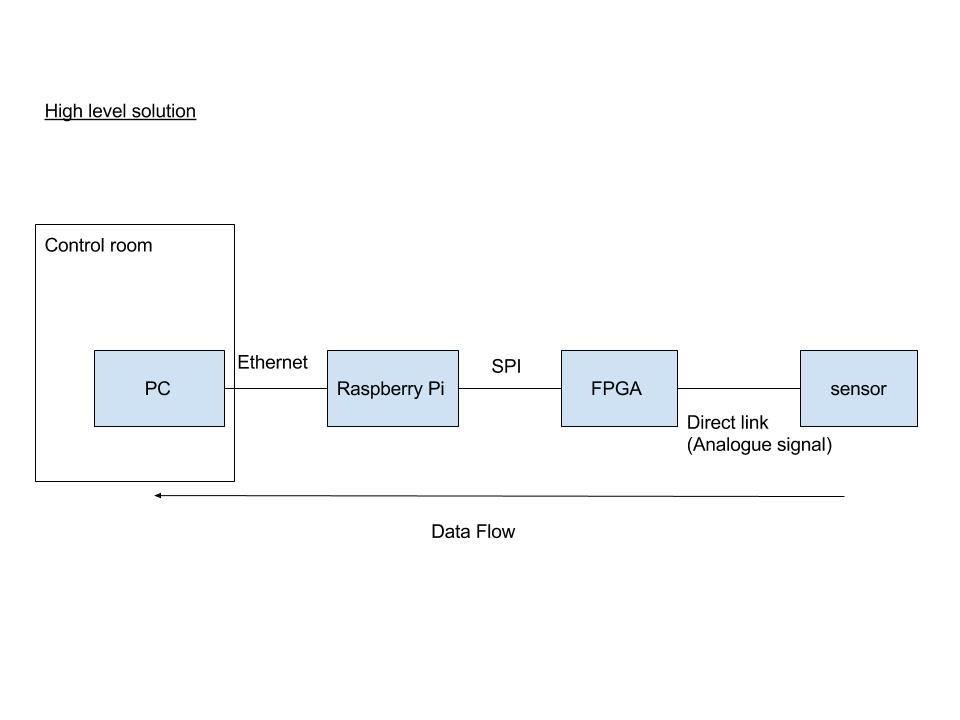 High level solution
Control room
PC
Ethernet
Raspberry Pi
SPI
FPGA
Direct link
(Analogue signal)
sensor
Data Flow